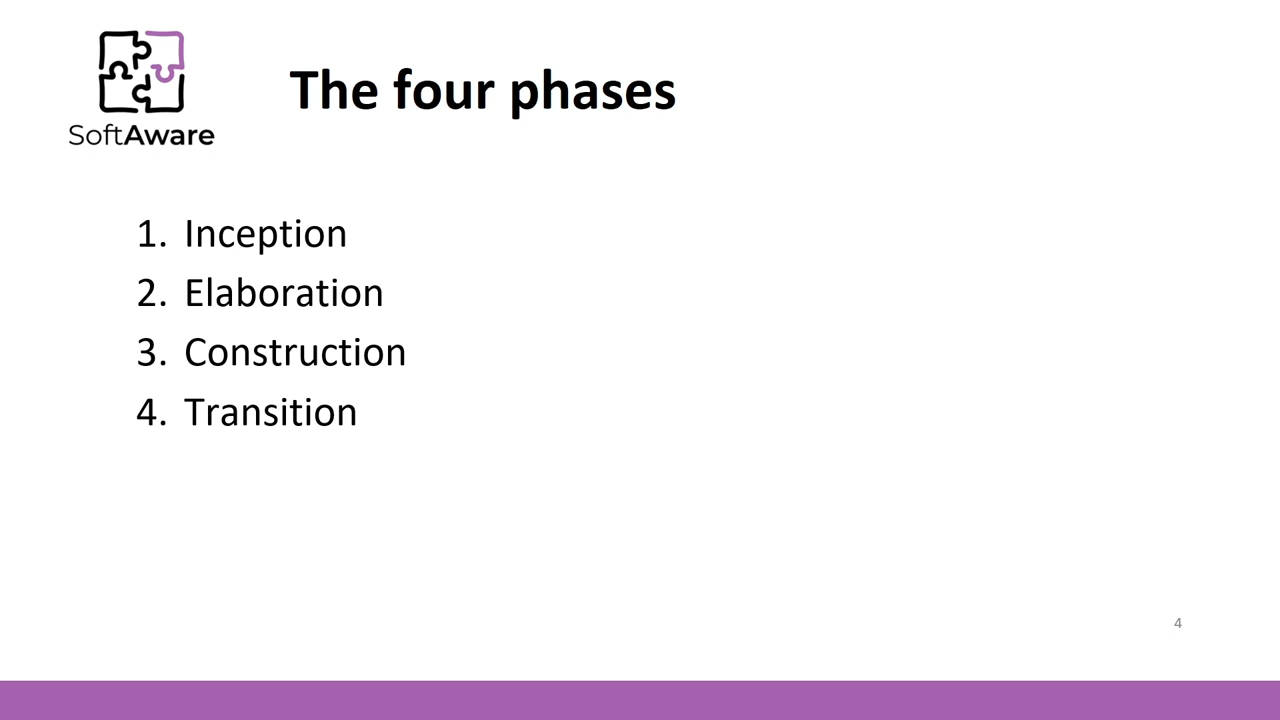 SoftAware
The four phases
1. Inception
2. Elaboration
3. Construction
4. Transition
4